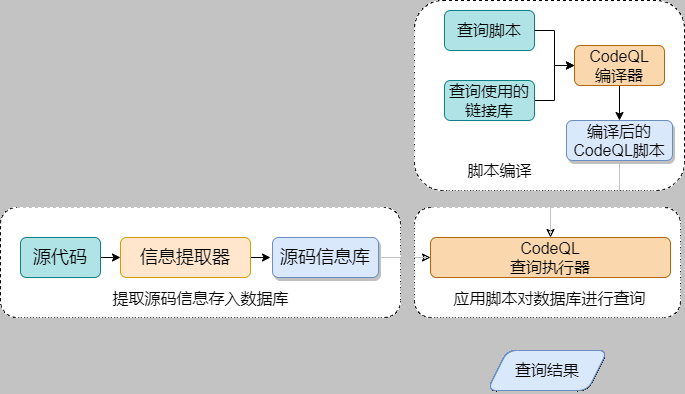 查询脚本
CodeQL
编译器
查询使用的
链接库
编译后的
CodeQL脚本
脚本编译
源代码
信息提取器
源码信息库
CodeQL
查询执行器
提取源码信息存入数据库
应用脚本对数据库进行查询
查询结果